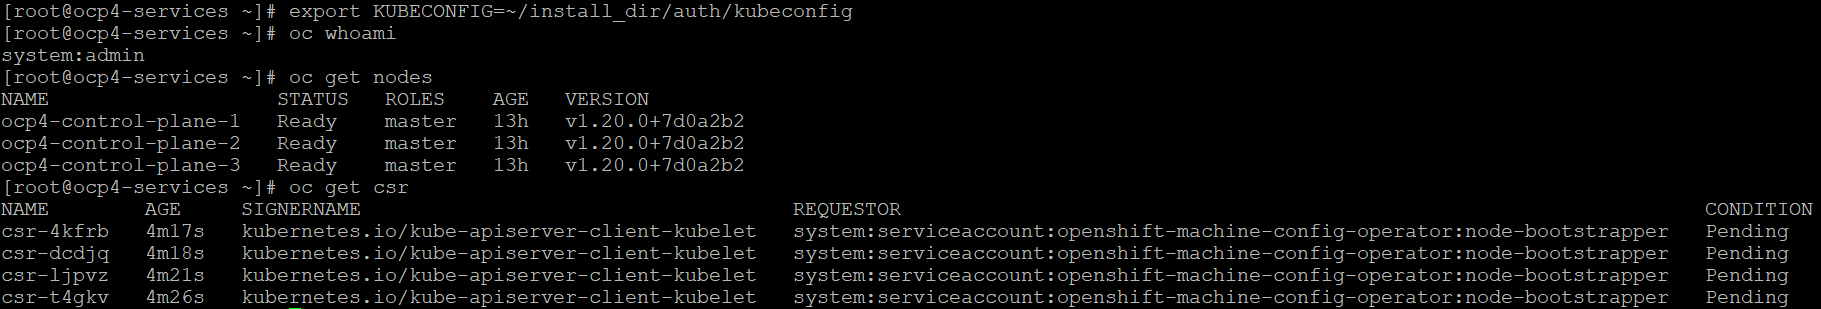 [root@ocp4-services ~]# export KUBECONFIG=~/install_dir/auth/kubeconfig
[root@ocp4-services ~]# oc whoami
system:admin
[root@ocp4-services ~]# oc get nodes
NAME                   STATUS   ROLES    AGE   VERSION
ocp4-control-plane-1   Ready    master   13h   v1.20.0+7d0a2b2
ocp4-control-plane-2   Ready    master   13h   v1.20.0+7d0a2b2
ocp4-control-plane-3   Ready    master   13h   v1.20.0+7d0a2b2
[root@ocp4-services ~]# oc get csr
NAME        AGE     SIGNERNAME                                    REQUESTOR                                                                   CONDITION
csr-4kfrb   4m17s   kubernetes.io/kube-apiserver-client-kubelet   system:serviceaccount:openshift-machine-config-operator:node-bootstrapper   Pending
csr-dcdjq   4m18s   kubernetes.io/kube-apiserver-client-kubelet   system:serviceaccount:openshift-machine-config-operator:node-bootstrapper   Pending
csr-ljpvz   4m21s   kubernetes.io/kube-apiserver-client-kubelet   system:serviceaccount:openshift-machine-config-operator:node-bootstrapper   Pending
csr-t4gkv   4m26s   kubernetes.io/kube-apiserver-client-kubelet   system:serviceaccount:openshift-machine-config-operator:node-bootstrapper   Pending